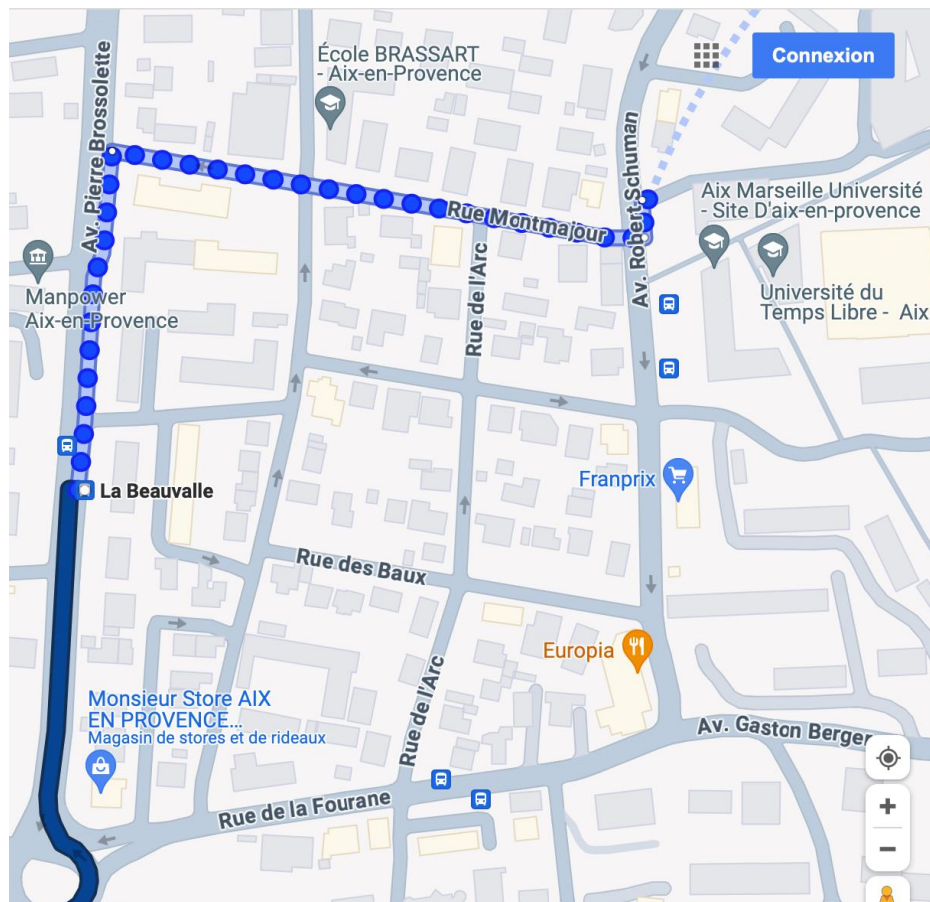 École BRASSART
- Aix-en-Provence
Connexion
Av. Pierre Brossolette
Av. Robert Schuman
Rue Montmajour
Aix Marseille Université
- Site D'aix-en-provence
Manpower
Aix-en-Provence
Rue de l'Arc
Université du
Temps Libre - Aix
La Beauvalle
Franprix
Rue des Baux
Europia
Rue de l'Arc
Monsieur Store AIX
EN PROVENCE...
Magasin de stores et de rideaux
Av. Gaston Berger
Rue de la Fourane